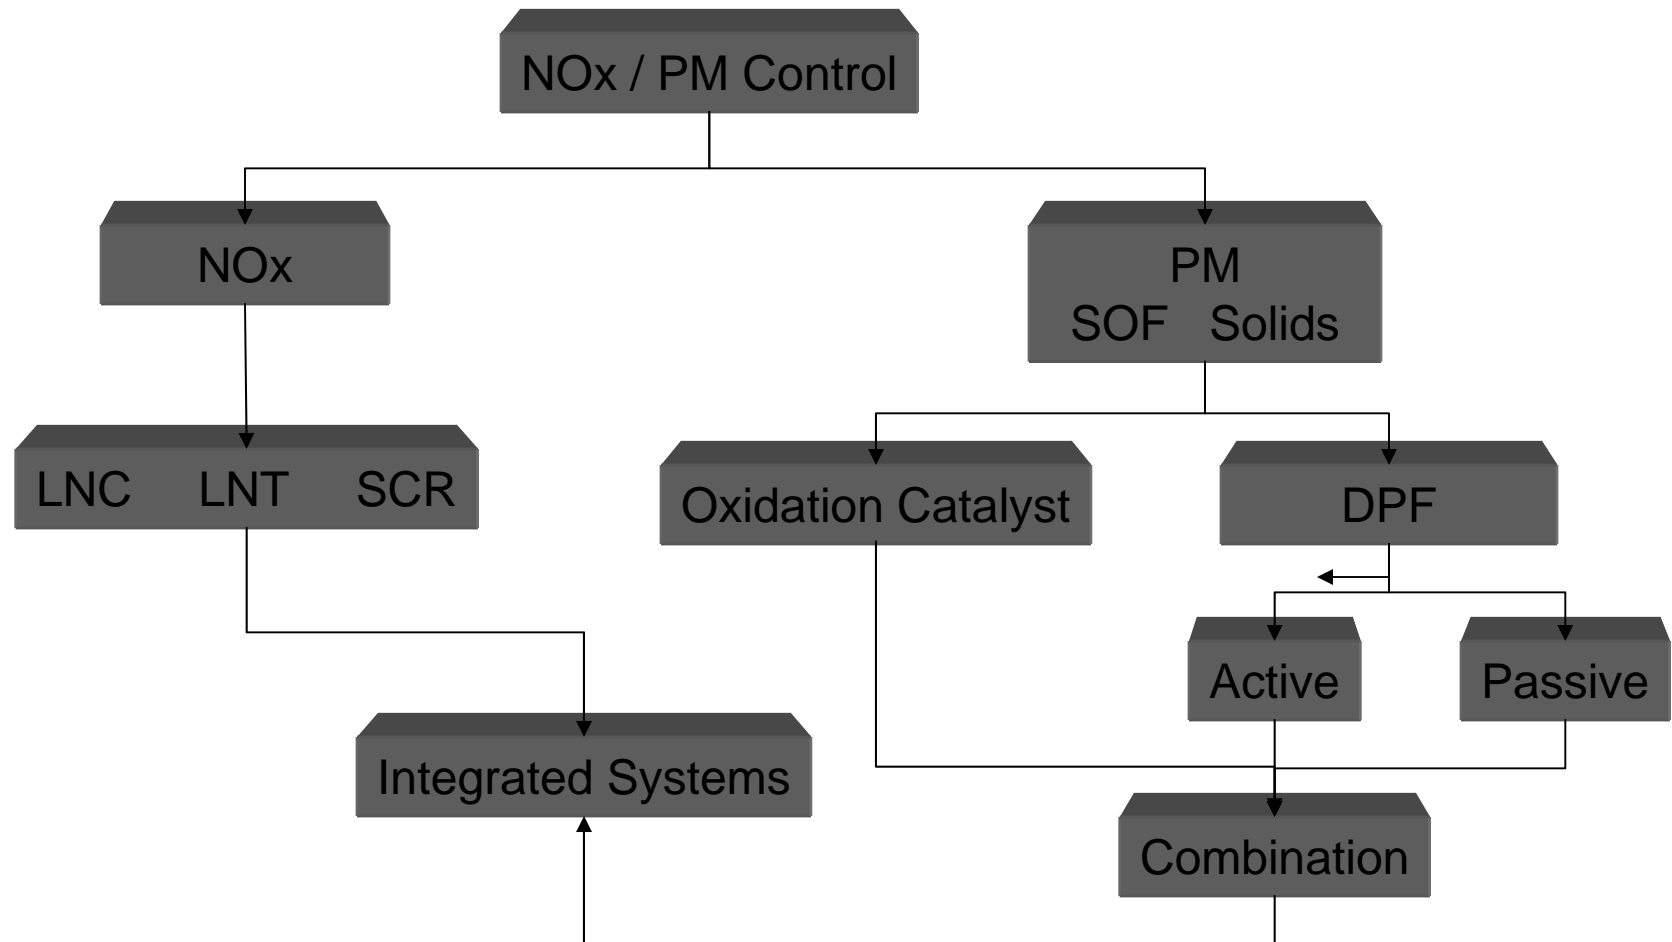 NOx / PM Control
NOx
PM
SOF Solids
LNC LNT SCR
Oxidation Catalyst
DPF
Active
Passive
Integrated Systems
Combination